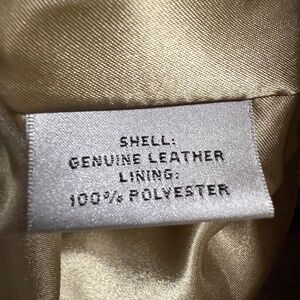 SHELL:
GENUINE LEATHER
LINING:
100% POLYESTER